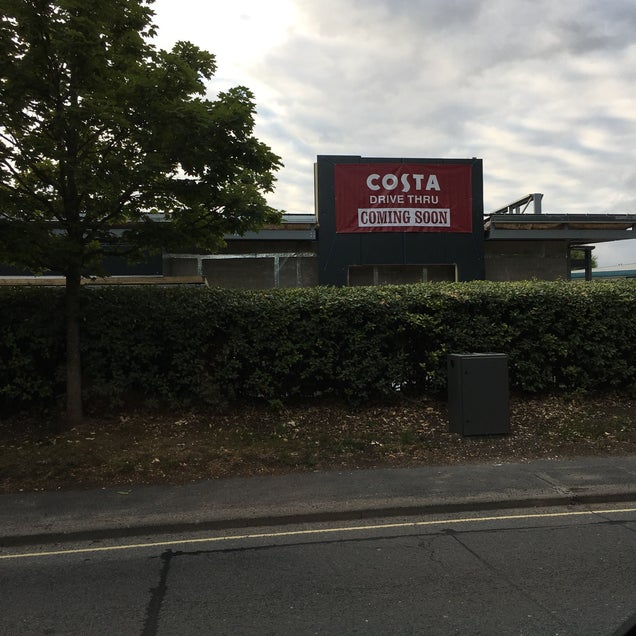 COSTA
DRIVE THRU
COMING SOON